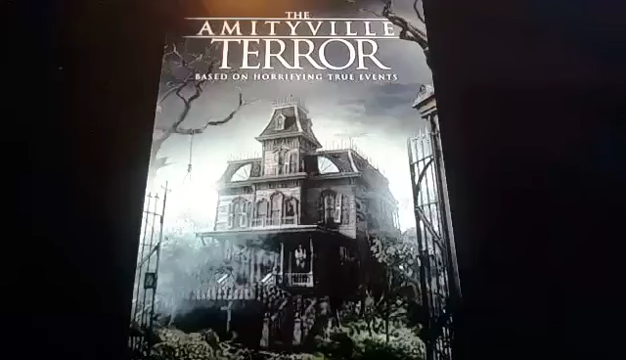 THE
AMITYVILLE
TERROR
BASED ON HORRIFYING TRUE EVENTS